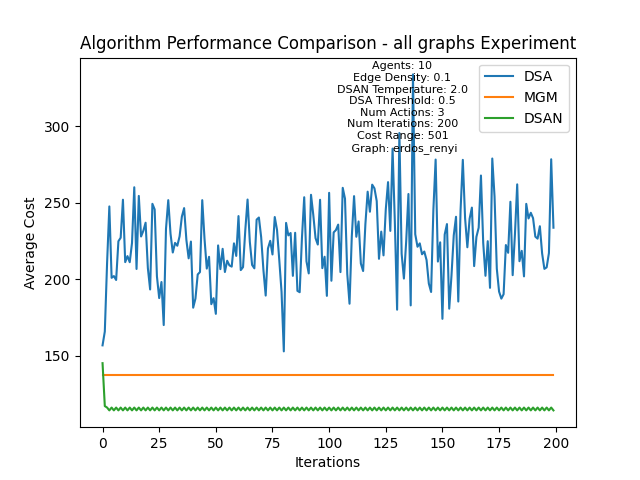 Algorithm Performance Comparison - all graphs Experiment
Agents: 10
Edge Density: 0.1
DSAN Temperature: 2.0
DSA Threshold: 0.5
Num Actions: 3
Num Iterations: 200
Cost Range: 501
Graph: erdos_renyi
DSA
MGM
DSAN
300
250
200
150
Average Cost
0
25
50
75
100
125
150
175
200
Iterations